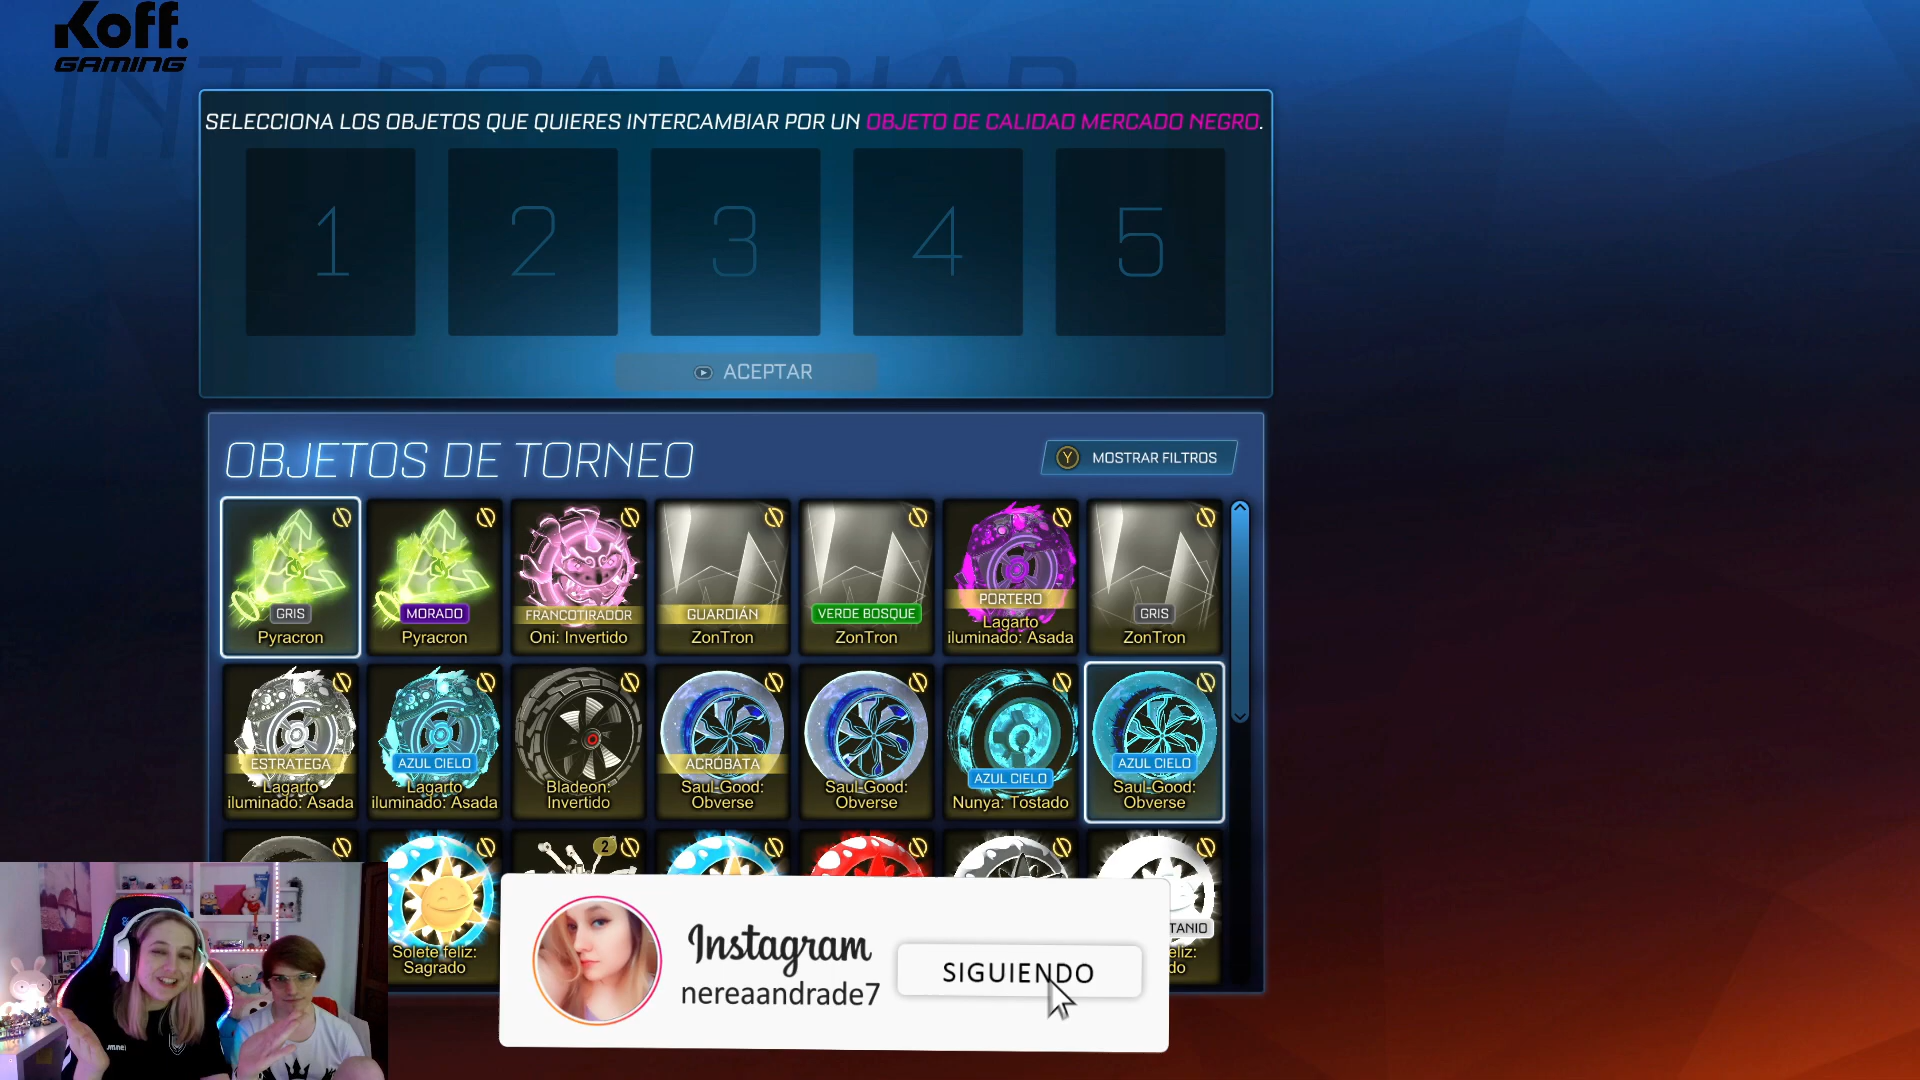 Koff.
GAMING
INTERCAMBIAR
SELECCIONA LOS OBJETOS QUE QUIERES INTERCAMBIAR POR UN OBJETO DE CALIDAD MERCADO NEGRO.
1 2 3 4 5
ACEPTAR
OBJETOS DE TORNEO
Y MOSTRAR FILTROS
GRIS
Pyracron
MORADO
Pyracron
FRANCOTIRADOR
Oni: Invertido
GUARDIÁN
ZonTron
VERDE BOSQUE
ZonTron
PORTERO
Lagarto
iluminado: Asada
GRIS
ZonTron
ESTRATEGA
Lagarto
iluminado: Asada
AZUL CIELO
Lagarto
iluminado: Asada
Bladeon:
Invertido
ACRÓBATA
Saul-Good:
Obverse
Saul-Good:
Obverse
AZUL CIELO
Nunya: Tostado
AZUL CIELO
Saul-Good:
Obverse
Solete feliz:
Sagrado
2
TANIO
eliz:
do
Instagram
nereaandrade7
SIGUIENDO